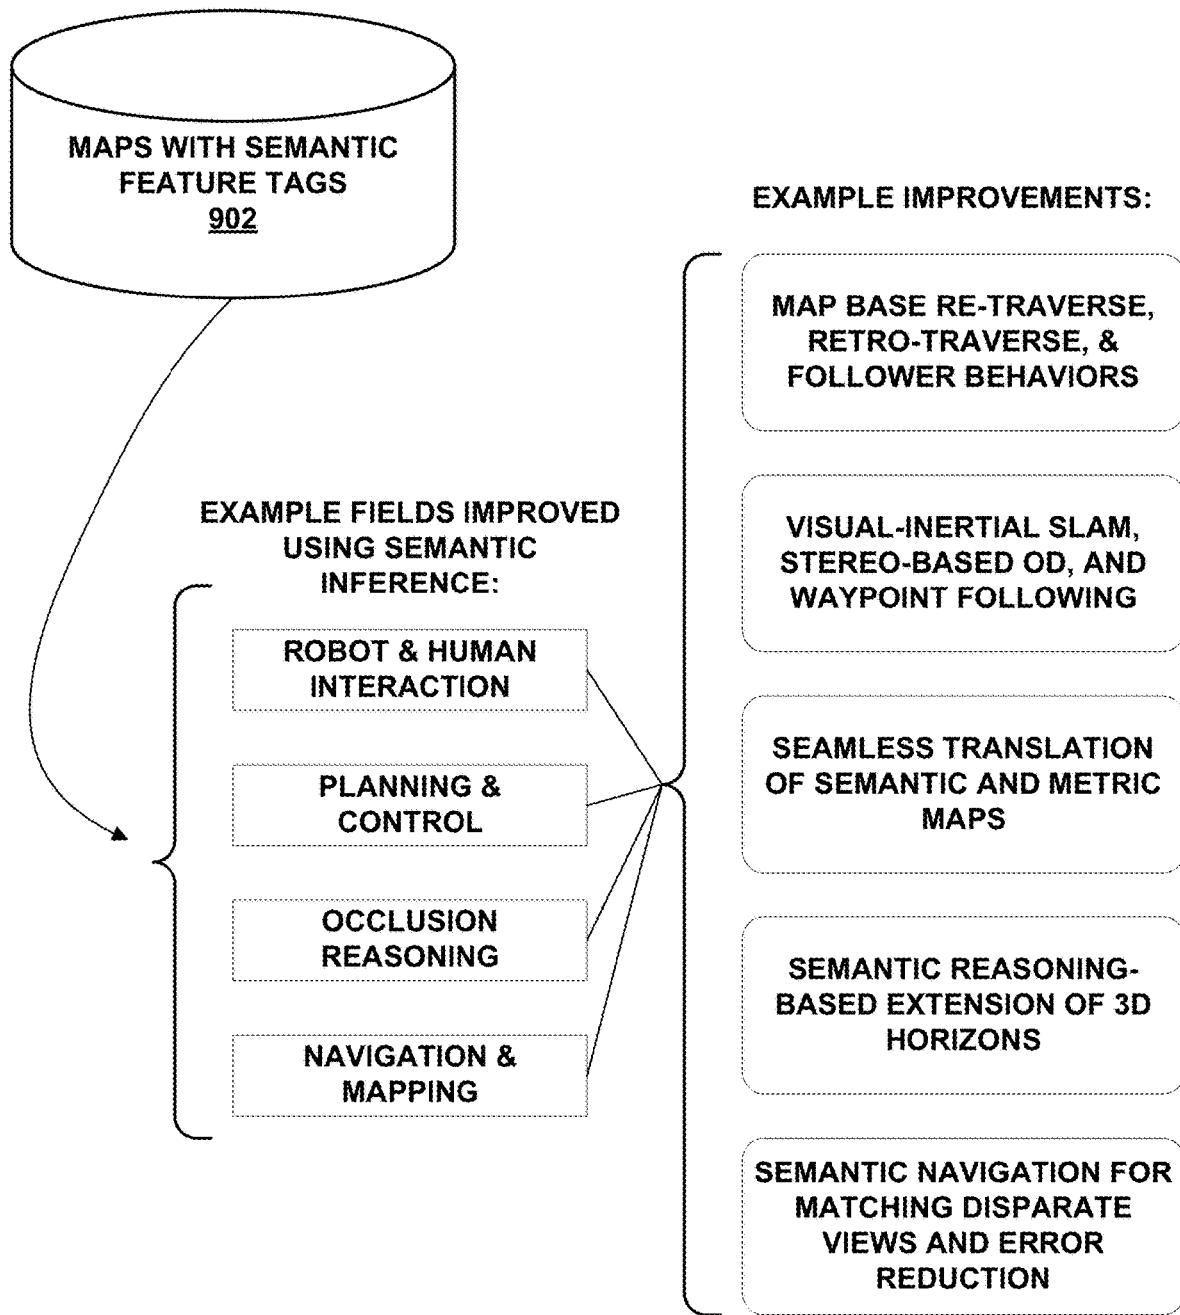 MAPS WITH SEMANTIC
FEATURE TAGS
902
EXAMPLE FIELDS IMPROVED
USING SEMANTIC
INFERENCE:
ROBOT & HUMAN
INTERACTION
PLANNING &
CONTROL
OCCLUSION
REASONING
NAVIGATION &
MAPPING
EXAMPLE IMPROVEMENTS:
MAP BASE RE-TRAVERSE,
RETRO-TRAVERSE, &
FOLLOWER BEHAVIORS
VISUAL-INERTIAL SLAM,
STEREO-BASED OD, AND
WAYPOINT FOLLOWING
SEAMLESS TRANSLATION
OF SEMANTIC AND METRIC
MAPS
SEMANTIC REASONING-
BASED EXTENSION OF 3D
HORIZONS
SEMANTIC NAVIGATION FOR
MATCHING DISPARATE
VIEWS AND ERROR
REDUCTION